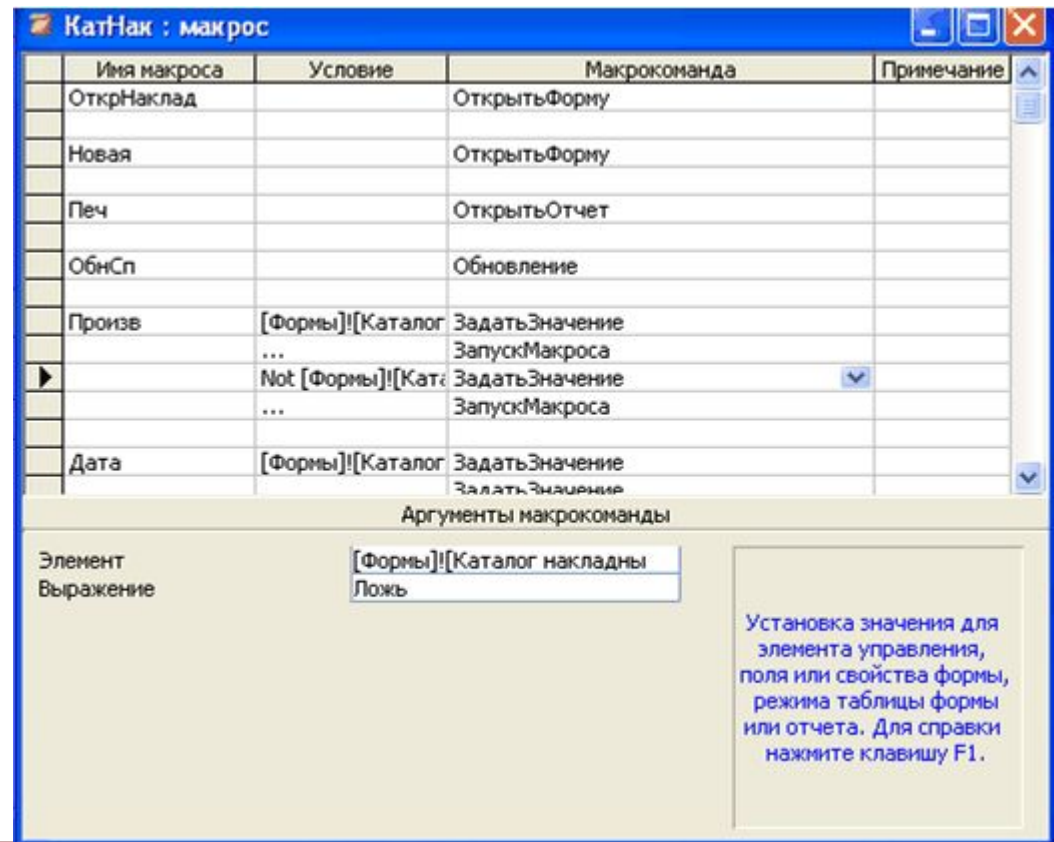 КатНак : макрос
Имя макроса Условие Макрокоманда Примечание
ОткрНаклад ОткрытьФорму
Новая ОткрытьФорму
Печ ОткрытьОтчет
ОбнСп Обновление
Произв [Формы]![Каталог ЗадатьЗначение
... ЗапускМакроса
Not [Формы]![Ката ЗадатьЗначение
... ЗапускМакроса
Дата [Формы]![Каталог ЗадатьЗначение
ЗадатьЗначение
Аргументы макрокоманды
Элемент [Формы]![Каталог накладны
Выражение Ложь
Установка значения для
элемента управления,
поля или свойства формы,
режима таблицы формы
или отчета. Для справки
нажмите клавишу F1.